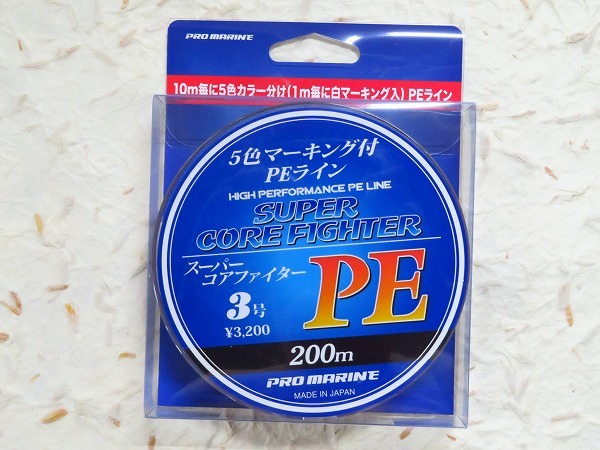 PRO MARINE
10m毎に5色カラー分け(1m毎に白マーキング入) PEライン
5色マーキング付
PEライン
HIGH PERFORMANCE PE LINE
SUPER
CORE FIGHTER
スーパー
コアファイター
PE
3号
¥3,200
200m
PRO MARINE
MADE IN JAPAN